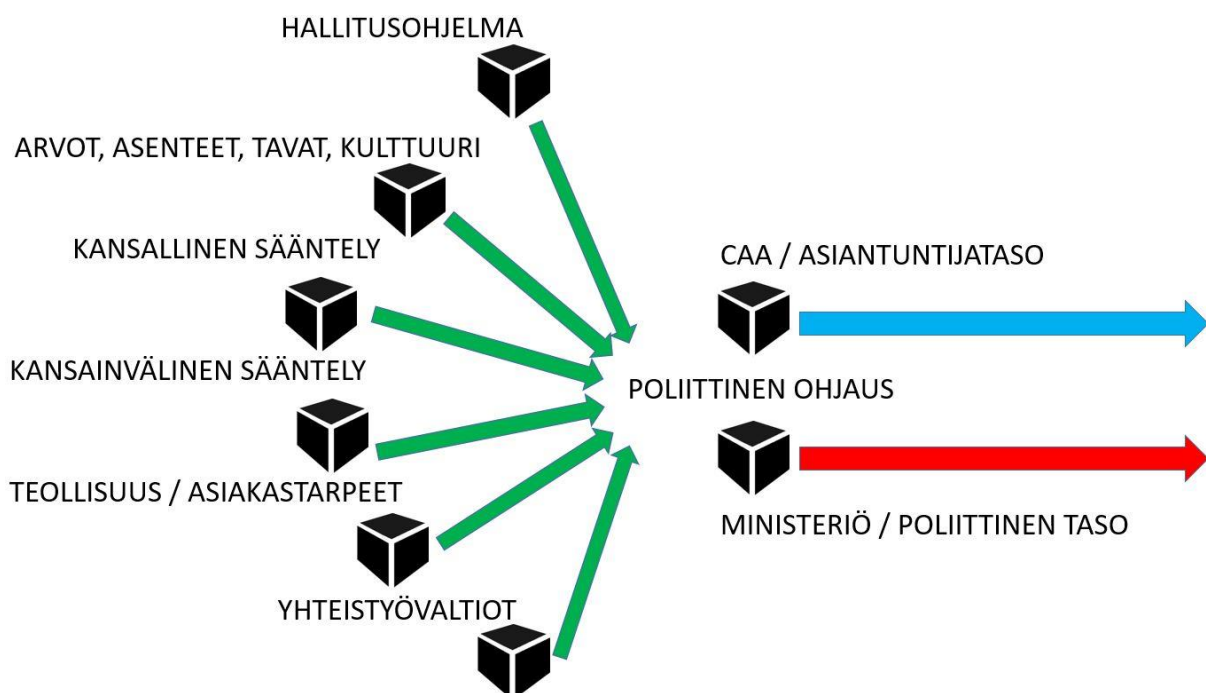 HALLITUSOHJELMA
ARVOT, ASENTEET, TAVAT, KULTTUURI
KANSALLINEN SÄÄNTELY
KANSAINVÄLINEN SÄÄNTELY
TEOLLISUUS / ASIAKASTARPEET
YHTEISTYÖVALTIOT
POLIITTINEN OHJAUS
CAA / ASIANTUNTIJATASO
MINISTERIÖ / POLIITTINEN TASO